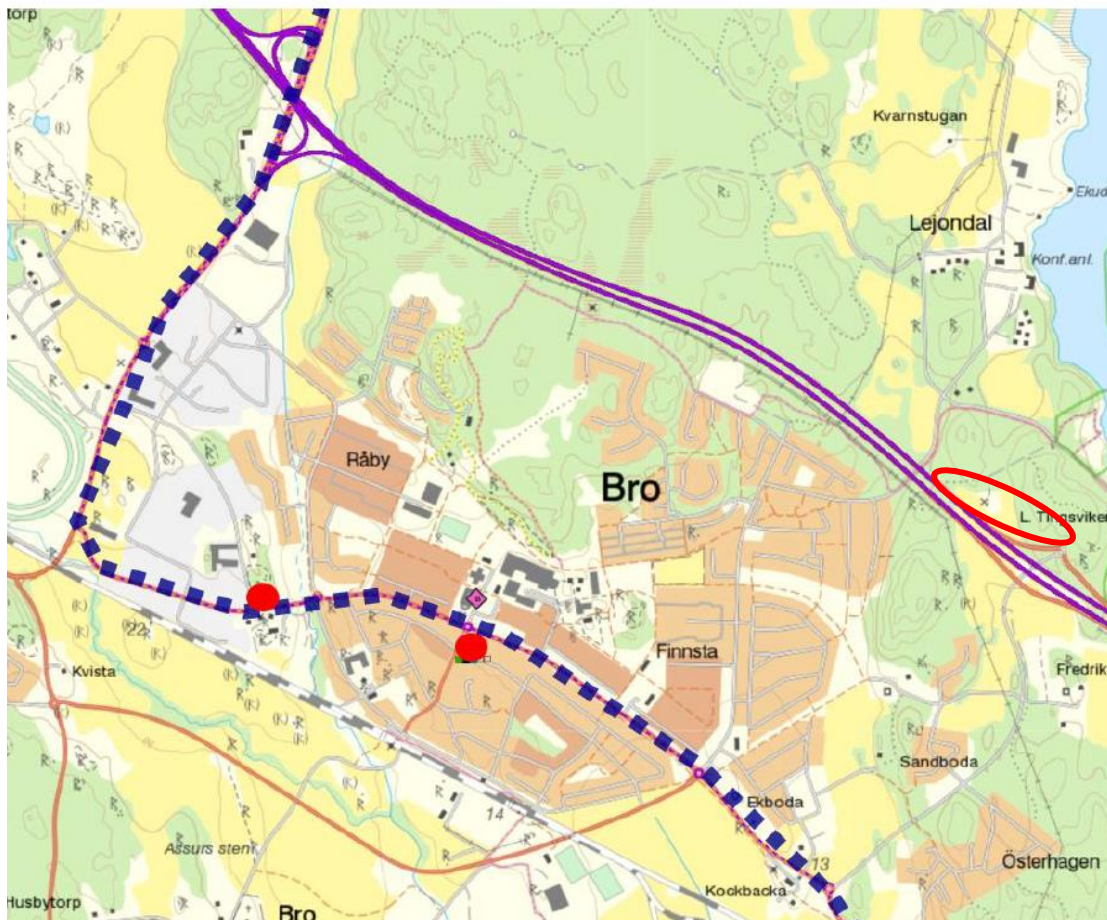 torp
Kvarnstugan
Ekud
Lejondal
Konf.anl.
Råby
Bro
L. Tingsviken
Finnsta
22
Kvista
Fredrik
Sandboda
Ekboda
14
Assurs sten
13
Österhagen
Kockbacka
Husbytorp
Bro